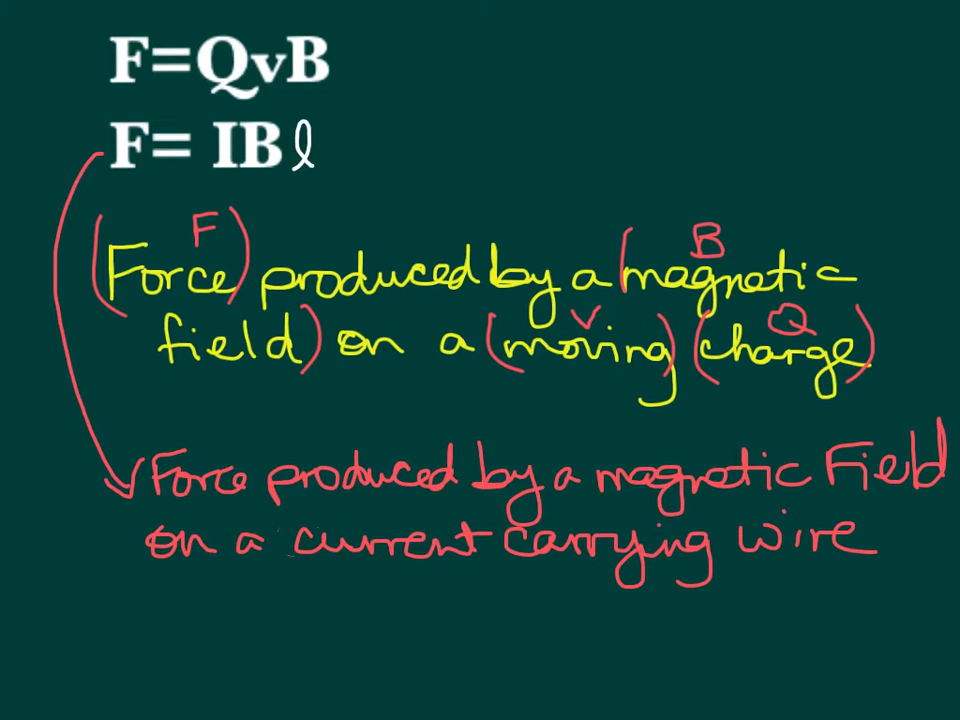 F=QvB
F= IBℓ
F B
(Force) produced by a (magnetic
v Q
field) on a (moving) (charge)
Force produced by a magnetic Field
on a current carrying wire